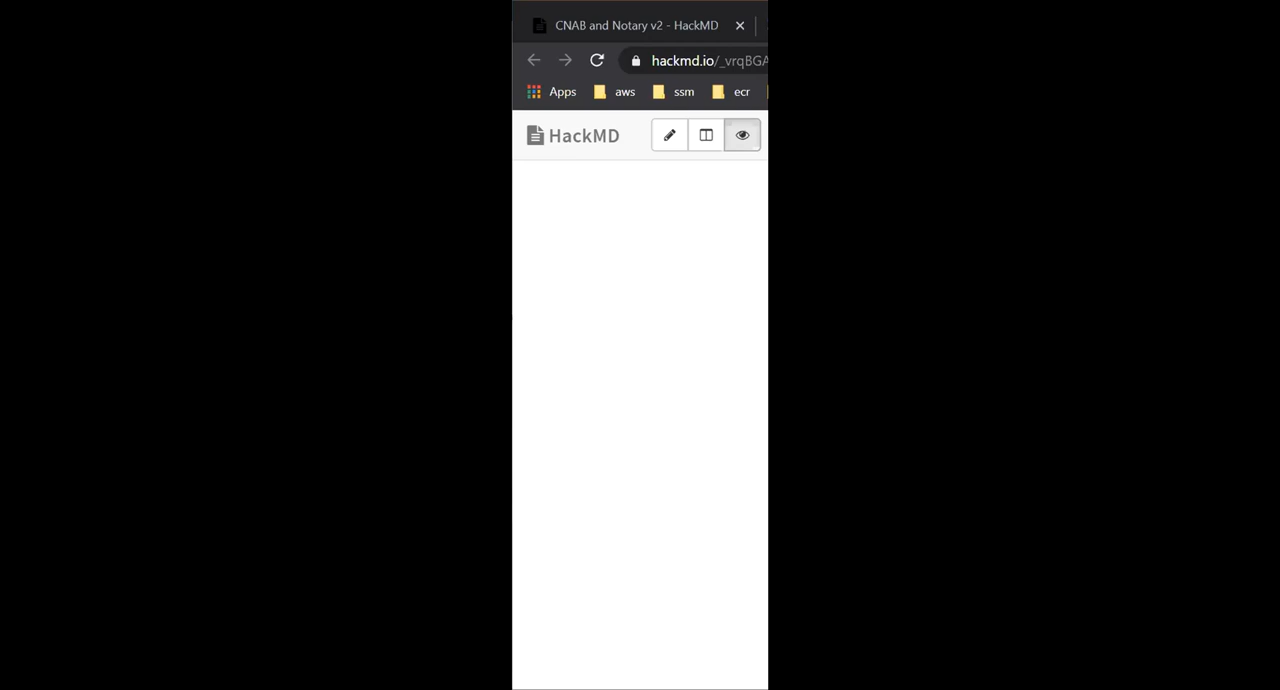 CNAB and Notary v2 - HackMD
hackmd.io/_vrqBGA
Apps aws ssm ecr
HackMD